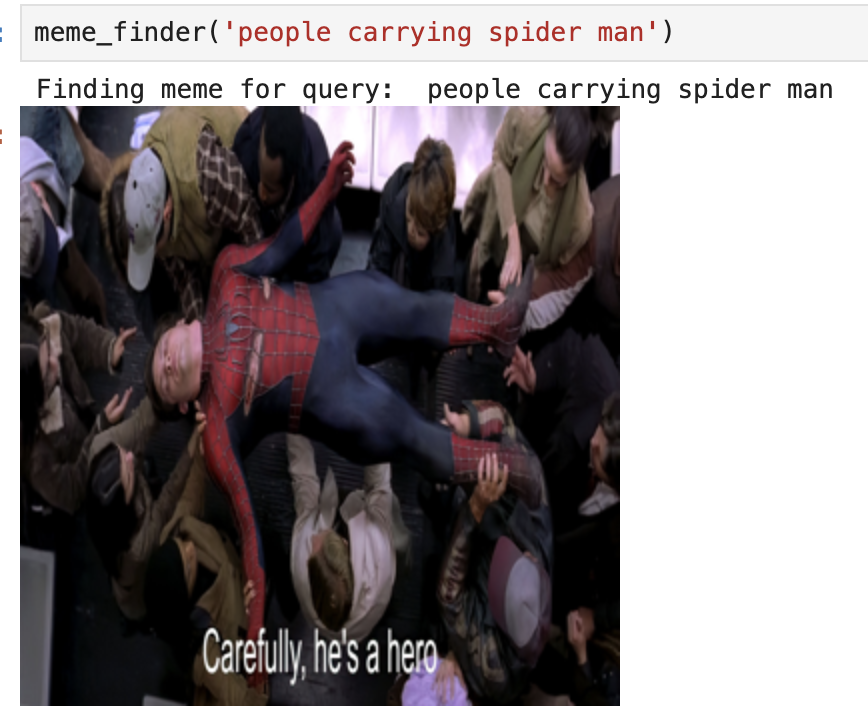 meme_finder('people carrying spider man')
Finding meme for query:  people carrying spider man
Carefully, he's a hero